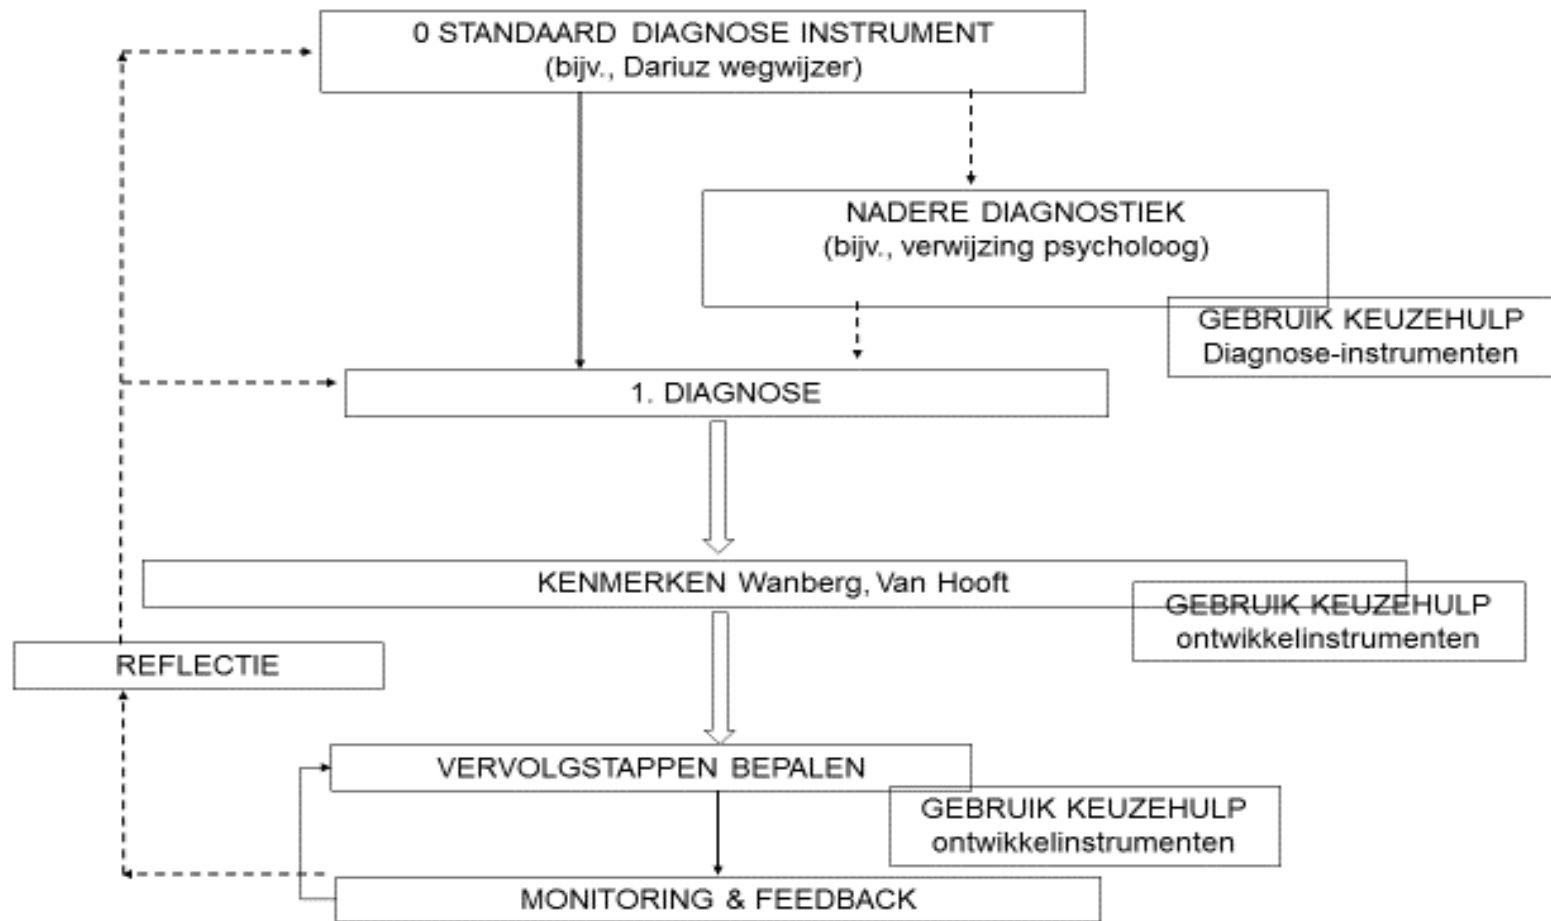 0 STANDAARD DIAGNOSE INSTRUMENT
(bijv., Dariuz wegwijzer)
NADERE DIAGNOSTIEK
(bijv., verwijzing psycholoog)
GEBRUIK KEUZEHULP
Diagnose-instrumenten
1. DIAGNOSE
KENMERKEN Wanberg, Van Hooft
GEBRUIK KEUZEHULP
ontwikkelinstrumenten
REFLECTIE
VERVOLGSTAPPEN BEPALEN
GEBRUIK KEUZEHULP
ontwikkelinstrumenten
MONITORING & FEEDBACK